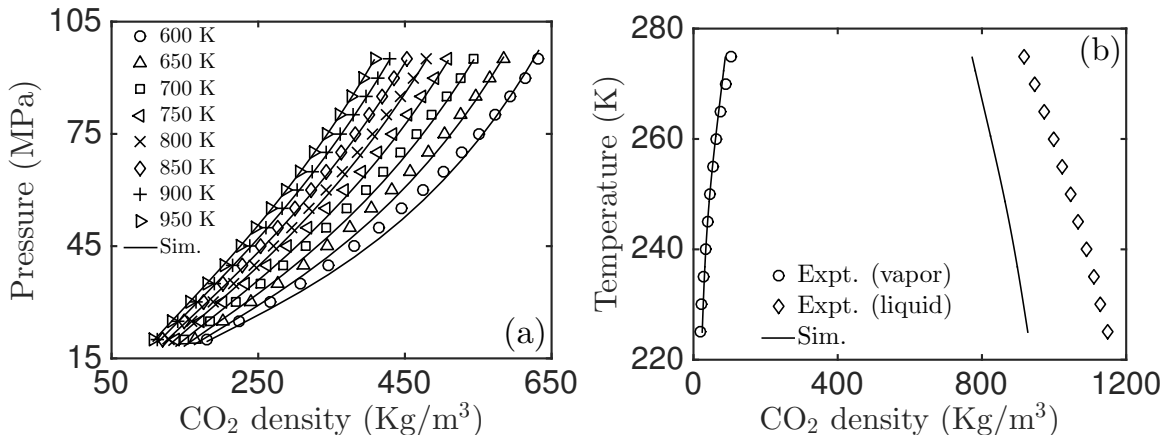 105
75
45
15
Pressure (MPa)
600 K
650 K
700 K
750 K
800 K
850 K
900 K
950 K
Sim.
(a)
50
250
450
650
CO₂ density (Kg/m³)
280
260
240
220
Temperature (K)
(b)
Expt. (vapor)
Expt. (liquid)
Sim.
0
400
800
1200
CO₂ density (Kg/m³)